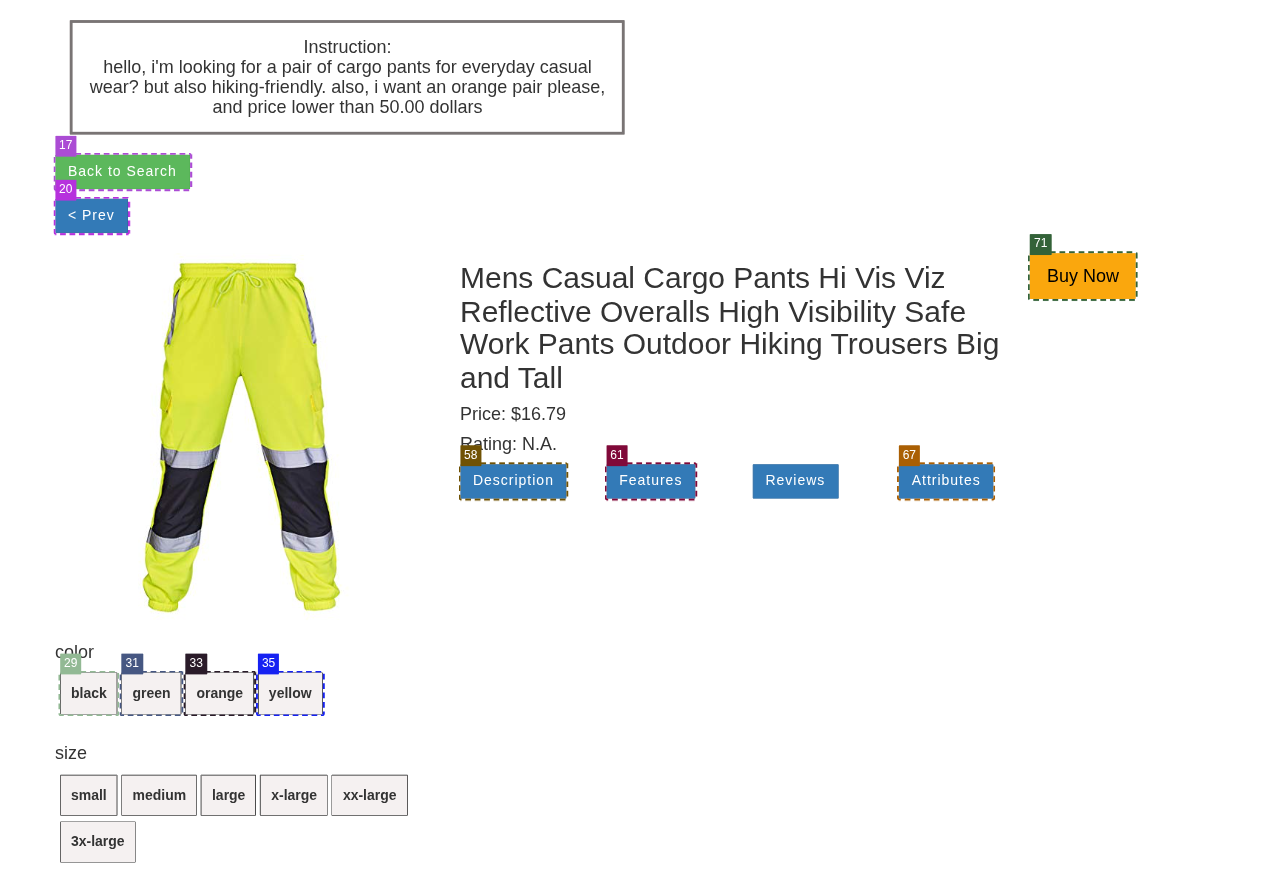 Instruction:
hello, i'm looking for a pair of cargo pants for everyday casual
wear? but also hiking-friendly. also, i want an orange pair please,
and price lower than 50.00 dollars
17
Back to Search
20
< Prev
71
Buy Now
Mens Casual Cargo Pants Hi Vis Viz
Reflective Overalls High Visibility Safe
Work Pants Outdoor Hiking Trousers Big
and Tall
Price: $16.79
Rating: N.A.
58 61 67
Description Features Reviews Attributes
color
29 31 33 35
black green orange yellow
size
small medium large x-large xx-large
3x-large